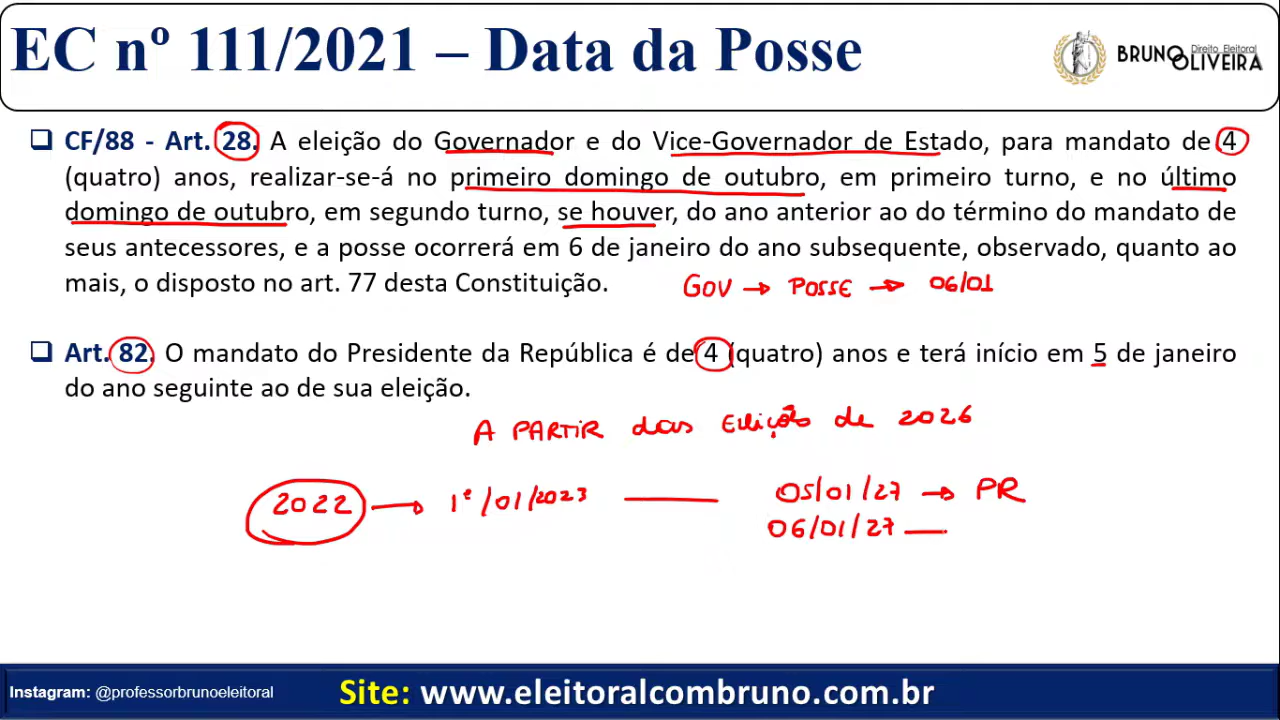 EC nº 111/2021 – Data da Posse
Direito Eleitoral
BRUNO OLIVEIRA
CF/88 - Art. 28. A eleição do Governador e do Vice-Governador de Estado, para mandato de 4
(quatro) anos, realizar-se-á no primeiro domingo de outubro, em primeiro turno, e no último
domingo de outubro, em segundo turno, se houver, do ano anterior ao do término do mandato de
seus antecessores, e a posse ocorrerá em 6 de janeiro do ano subsequente, observado, quanto ao
mais, o disposto no art. 77 desta Constituição.
GOV → POSSE → 06/01
Art. 82. O mandato do Presidente da República é de 4 (quatro) anos e terá início em 5 de janeiro
do ano seguinte ao de sua eleição.
A PARTIR das Eleições de 2026
2022 → 1º/01/2023 — 05/01/27 → PR
06/01/27 —
Instagram: @professorbrunoeleitoral
Site: www.eleitoralcombruno.com.br